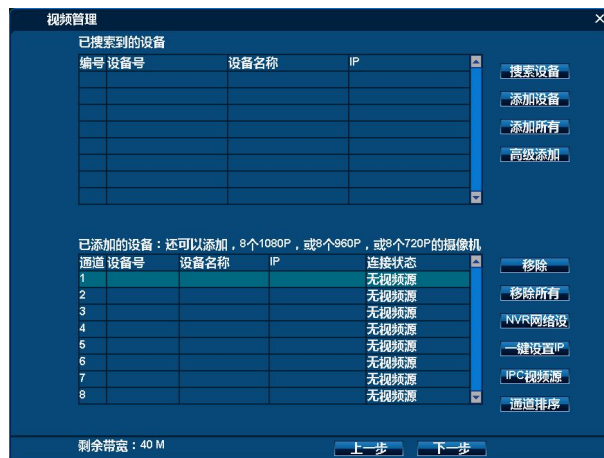 视频管理 ×
已搜索到的设备
编号 设备号 设备名称 IP
搜索设备
添加设备
添加所有
高级添加
已添加的设备：还可以添加，8个1080P，或8个960P，或8个720P的摄像机
通道 设备号 设备名称 IP 连接状态
1 无视频源
2 无视频源
3 无视频源
4 无视频源
5 无视频源
6 无视频源
7 无视频源
8 无视频源
移除
移除所有
NVR网络设
一键设置IP
IPC视频源
通道排序
剩余带宽：40 M
上一步 下一步